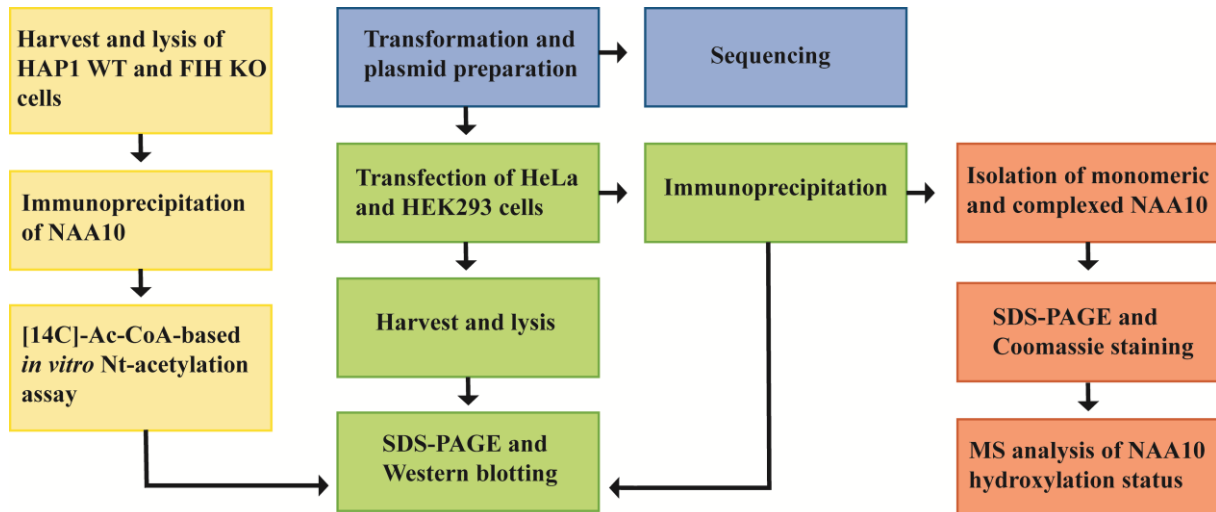 Harvest and lysis of
HAP1 WT and FIH KO
cells
Immunoprecipitation
of NAA10
[14C]-Ac-CoA-based
in vitro Nt-acetylation
assay
Transformation and
plasmid preparation
Sequencing
Transfection of HeLa
and HEK293 cells
Immunoprecipitation
Harvest and lysis
SDS-PAGE and
Western blotting
Isolation of monomeric
and complexed NAA10
SDS-PAGE and
Coomassie staining
MS analysis of NAA10
hydroxylation status